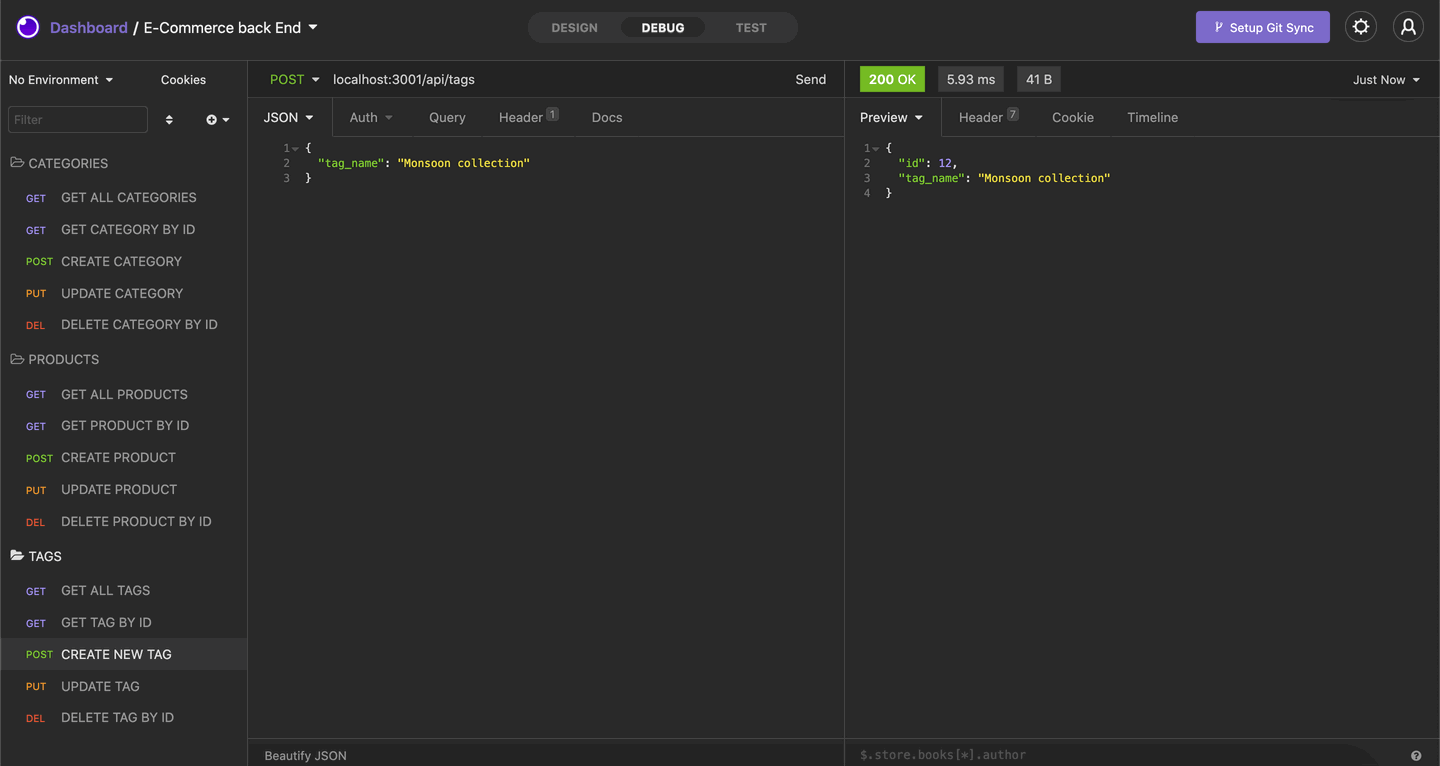 Dashboard / E-Commerce back End
DESIGN DEBUG TEST
Setup Git Sync
No Environment Cookies
Filter
CATEGORIES
GET GET ALL CATEGORIES
GET GET CATEGORY BY ID
POST CREATE CATEGORY
PUT UPDATE CATEGORY
DEL DELETE CATEGORY BY ID
PRODUCTS
GET GET ALL PRODUCTS
GET GET PRODUCT BY ID
POST CREATE PRODUCT
PUT UPDATE PRODUCT
DEL DELETE PRODUCT BY ID
TAGS
GET GET ALL TAGS
GET GET TAG BY ID
POST CREATE NEW TAG
PUT UPDATE TAG
DEL DELETE TAG BY ID
POST localhost:3001/api/tags Send
JSON Auth Query Header 1 Docs
1 {
2 "tag_name": "Monsoon collection"
3 }
Beautify JSON
200 OK 5.93 ms 41 B Just Now
Preview Header 7 Cookie Timeline
1 {
2 "id": 12,
3 "tag_name": "Monsoon collection"
4 }
$.store.books[*].author
?